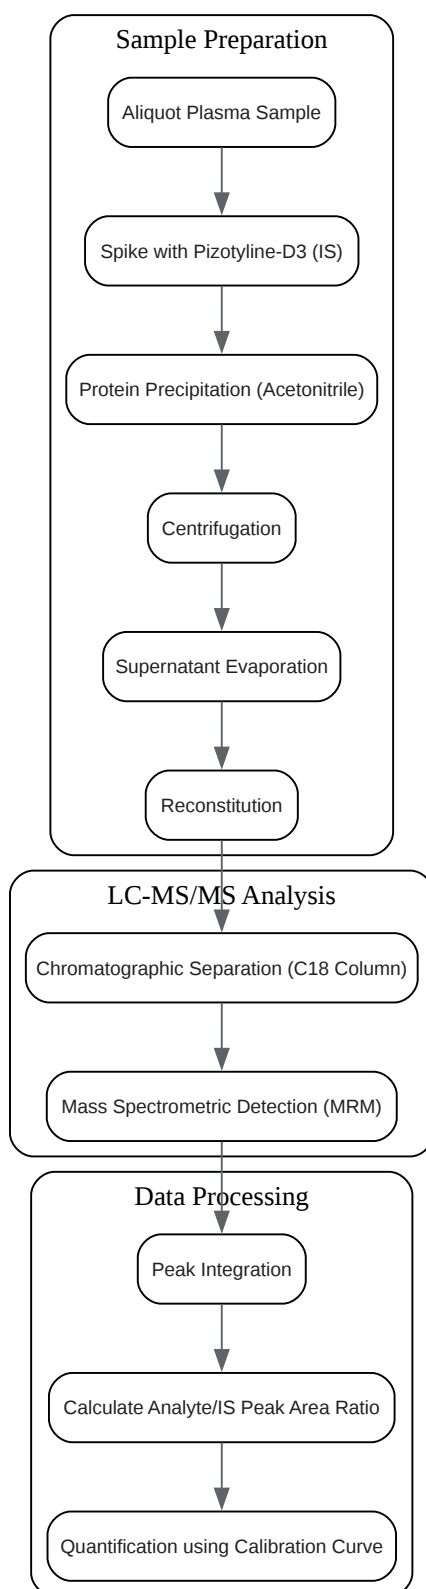 Sample Preparation
Aliquot Plasma Sample
Spike with Pizotyline-D3 (IS)
Protein Precipitation (Acetonitrile)
Centrifugation
Supernatant Evaporation
Reconstitution
LC-MS/MS Analysis
Chromatographic Separation (C18 Column)
Mass Spectrometric Detection (MRM)
Data Processing
Peak Integration
Calculate Analyte/IS Peak Area Ratio
Quantification using Calibration Curve